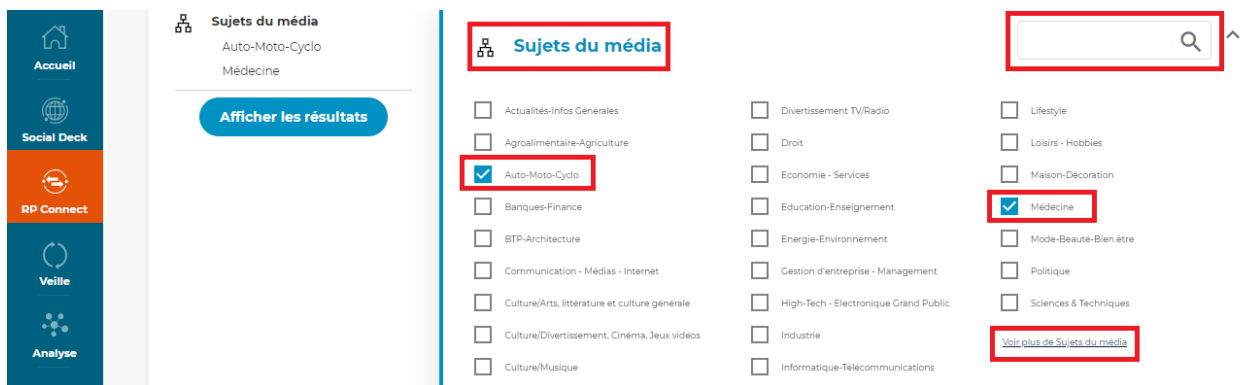 Accueil
Social Deck
RP Connect
Veille
Analyse
Sujets du média
Auto-Moto-Cyclo
Médecine
Afficher les résultats
Sujets du média
Actualités-Infos Générales
Agroalimentaire-Agriculture
Auto-Moto-Cyclo
Banques-Finance
BTP-Architecture
Communication - Médias - Internet
Culture/Arts, littérature et culture générale
Culture/Divertissement, Cinéma, Jeux vidéos
Culture/Musique
Divertissement TV/Radio
Droit
Economie - Services
Education-Enseignement
Energie-Environnement
Gestion d'entreprise - Management
High-Tech - Electronique Grand Public
Industrie
Informatique-Télécommunications
Lifestyle
Loisirs - Hobbies
Maison-Décoration
Médecine
Mode-Beauté-Bien être
Politique
Sciences & Techniques
Voir plus de Sujets du média